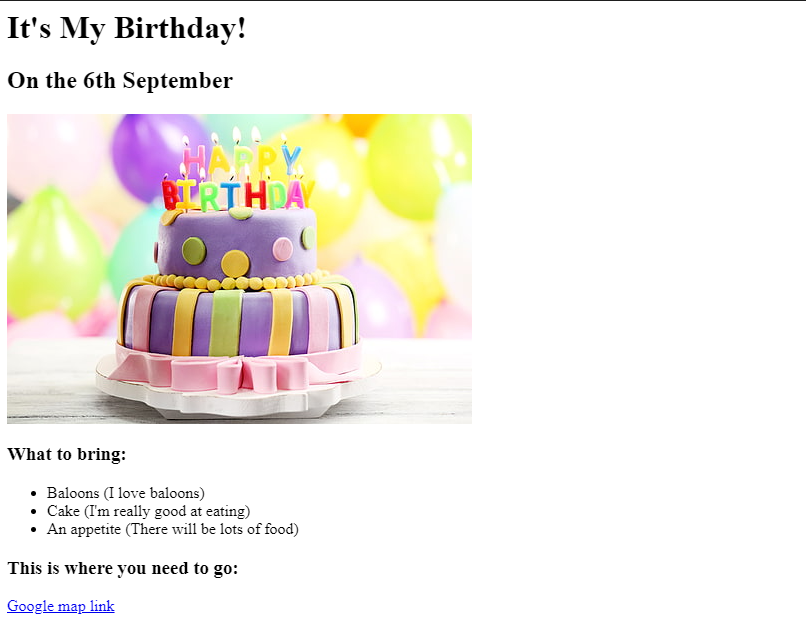 It's My Birthday!
On the 6th September
HAPPY
BIRTHDAY
What to bring:
Baloons (I love baloons)
Cake (I'm really good at eating)
An appetite (There will be lots of food)
This is where you need to go:
Google map link